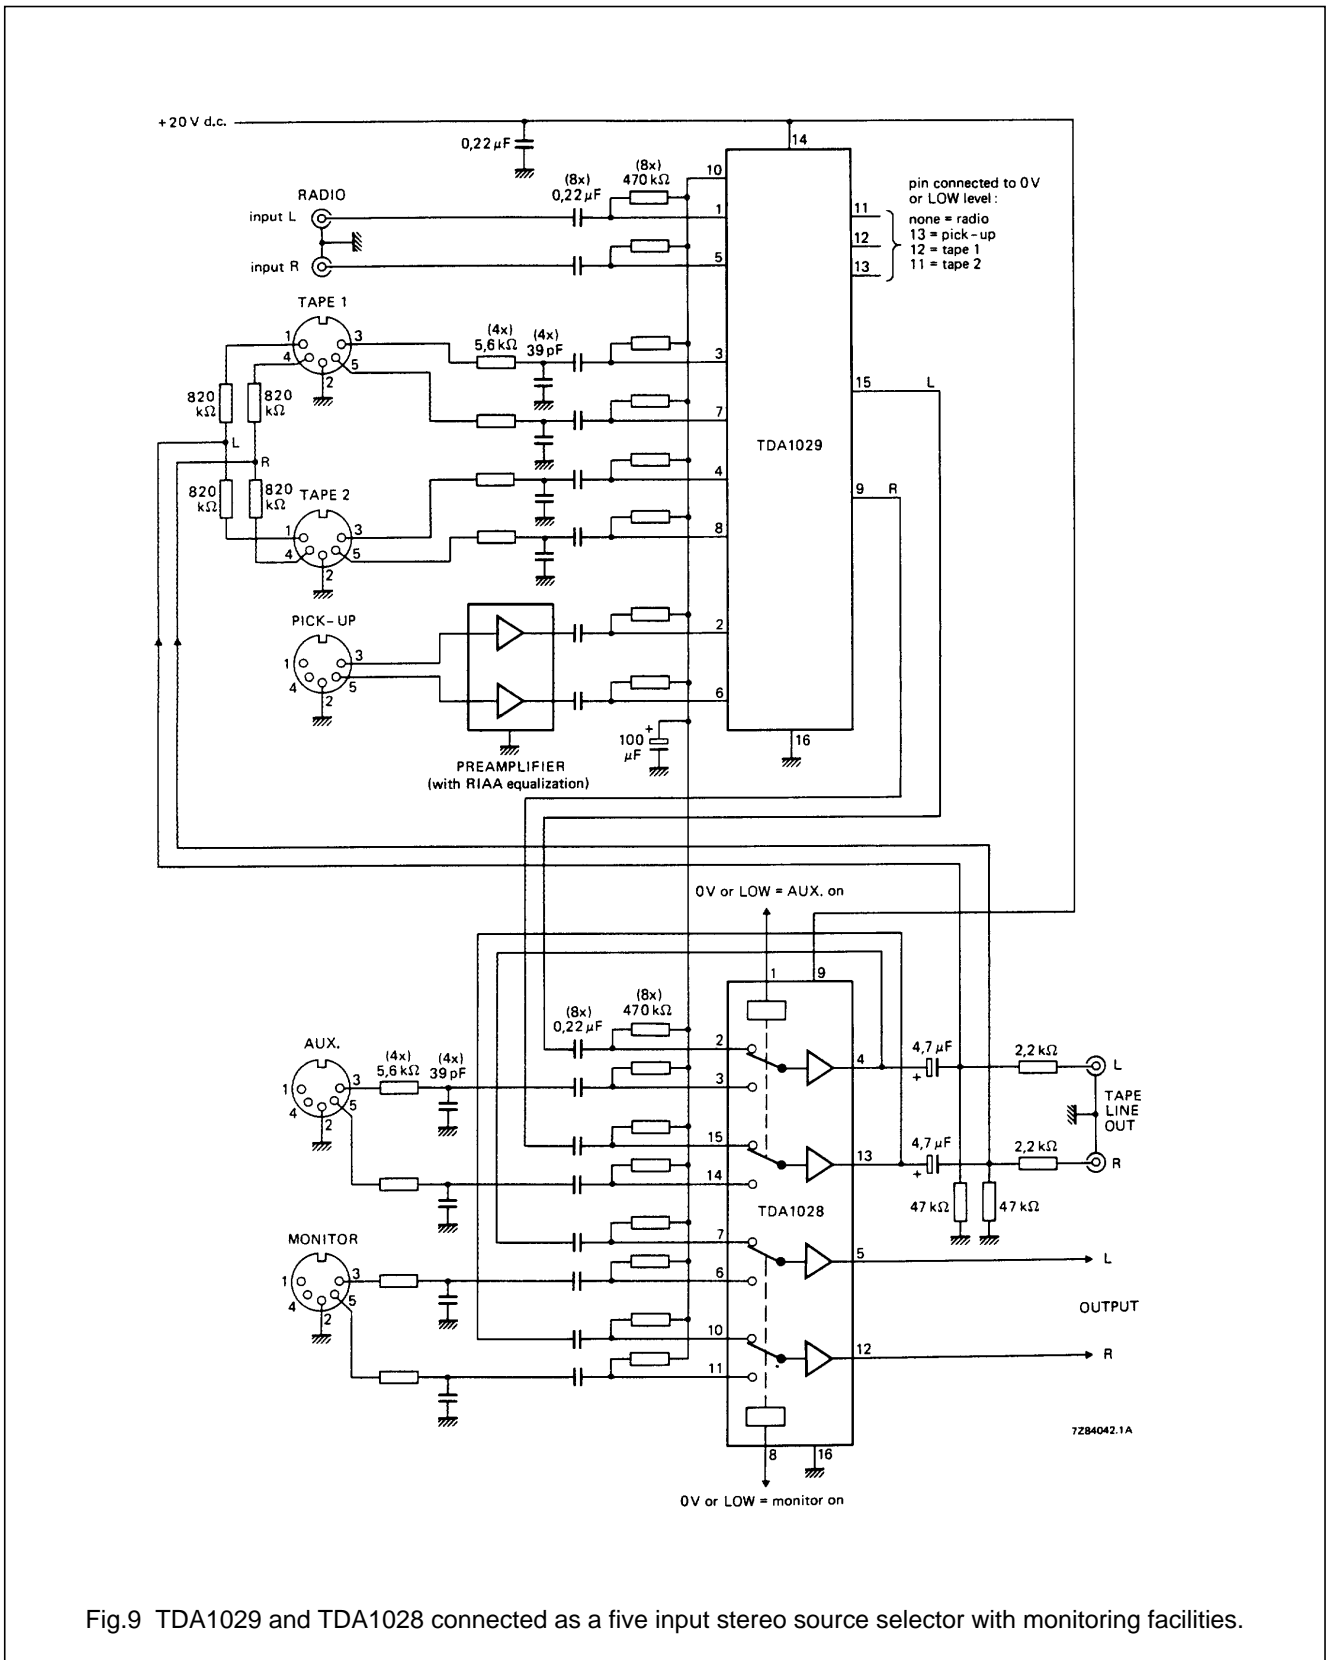 +20 V d.c.
0,22 µF
14
(8x)
0,22 µF
(8x)
470 kΩ
10
RADIO
input L
1
input R
5
pin connected to 0 V
or LOW level :
none = radio
13 = pick - up
12 = tape 1
11 = tape 2
11
12
13
TAPE 1
1
3
4
5
2
(4x)
5,6 kΩ
(4x)
39 pF
3
7
820
kΩ
820
kΩ
L
R
820
kΩ
820
kΩ
TAPE 2
1
3
4
5
2
4
8
TDA1029
15
L
9
R
PICK - UP
1
3
4
5
2
2
6
PREAMPLIFIER
(with RIAA equalization)
+
100
µF
16
0 V or LOW = AUX. on
1
9
(8x)
0,22 µF
(8x)
470 kΩ
AUX.
1
3
4
5
2
(4x)
5,6 kΩ
(4x)
39 pF
2
3
15
14
4
4,7 µF
+
2,2 kΩ
L
TAPE
LINE
OUT
13
4,7 µF
+
2,2 kΩ
R
47 kΩ
47 kΩ
TDA1028
MONITOR
1
3
4
5
2
7
6
10
11
5
L
OUTPUT
12
R
8
16
0 V or LOW = monitor on
7Z84042.1A
Fig.9 TDA1029 and TDA1028 connected as a five input stereo source selector with monitoring facilities.